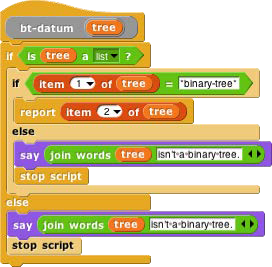 bt-datum tree
if is tree a list ?
if item 1 of tree = "binary-tree"
report item 2 of tree
else
say join words tree isn't•a•binary•tree.
stop script
else
say join words tree isn't•a•binary•tree.
stop script